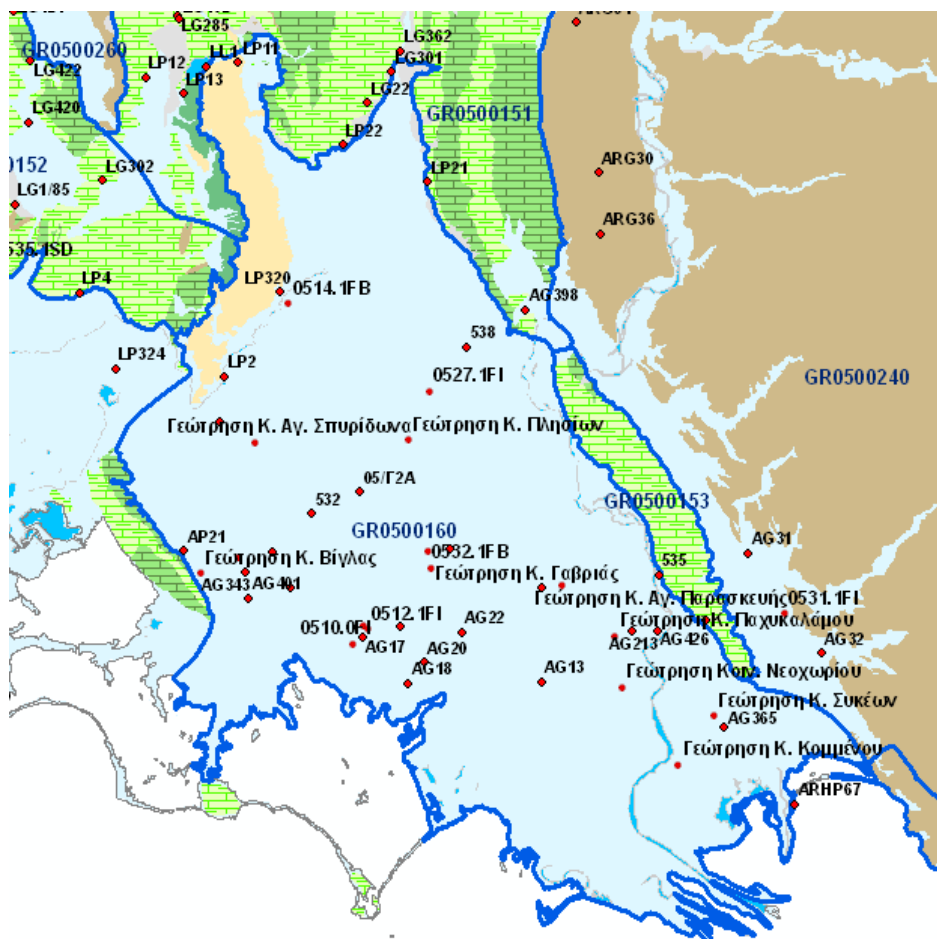 LG285
GR0500260
LG422
LP12
LL1
LP11
LP13
LG362
LG301
LG22
LG420
GR0500151
LP22
0152
LG302
LP21
ARG30
LG1/85
ARG36
535.1SD
LP4
LP320
0514.1FB
AG398
538
LP324
LP2
0527.1FI
GR0500240
Γεώτρηση Κ. Αγ. Σπυρίδωνα
Γεώτρηση Κ. Πλησίων
05/Γ2Α
532
GR0500160
GR0500153
AP21
Γεώτρηση Κ. Βίγλας
0532.1FB
AG31
535
AG343
AG401
Γεώτρηση Κ. Γαβριάς
Γεώτρηση Κ. Αγ. Παρασκευής
0531.1FI
0512.1FI
Γεώτρηση Κ. Παχυκαλάμου
0510.0FI
AG17
AG22
AG213
AG426
AG32
AG20
AG18
AG13
Γεώτρηση Κοιν. Νεοχωρίου
Γεώτρηση Κ. Συκέων
AG365
Γεώτρηση Κ. Κομμένου
ARHP67